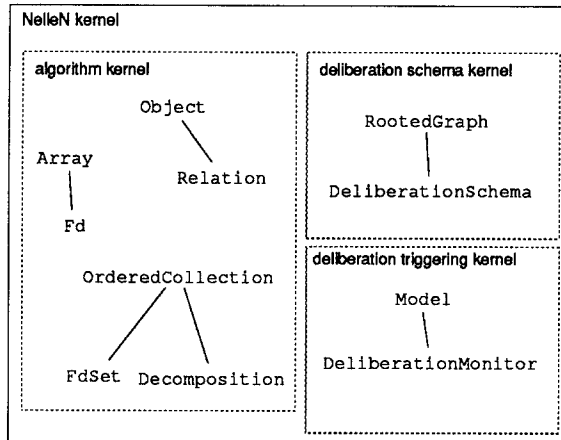 NelleN kernel
algorithm kernel
Object
Array
Relation
Fd
OrderedCollection
FdSet Decomposition
deliberation schema kernel
RootedGraph
DeliberationSchema
deliberation triggering kernel
Model
DeliberationMonitor